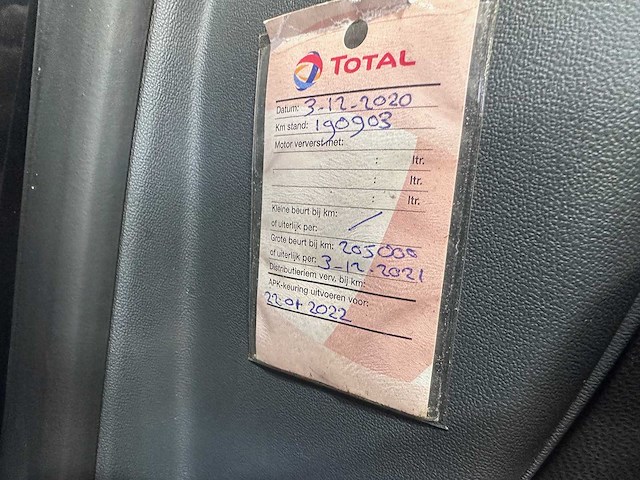 TOTAL
Datum: 3-12-2020
Km stand: 190903
Motor ververst met:
: ltr.
: ltr.
: ltr.
Kleine beurt bij km: /
of uiterlijk per:
Grote beurt bij km: 205000
of uiterlijk per: 3-12-2021
Distributieriem verv. bij km:
APK-keuring uitvoeren voor:
22-01 2022